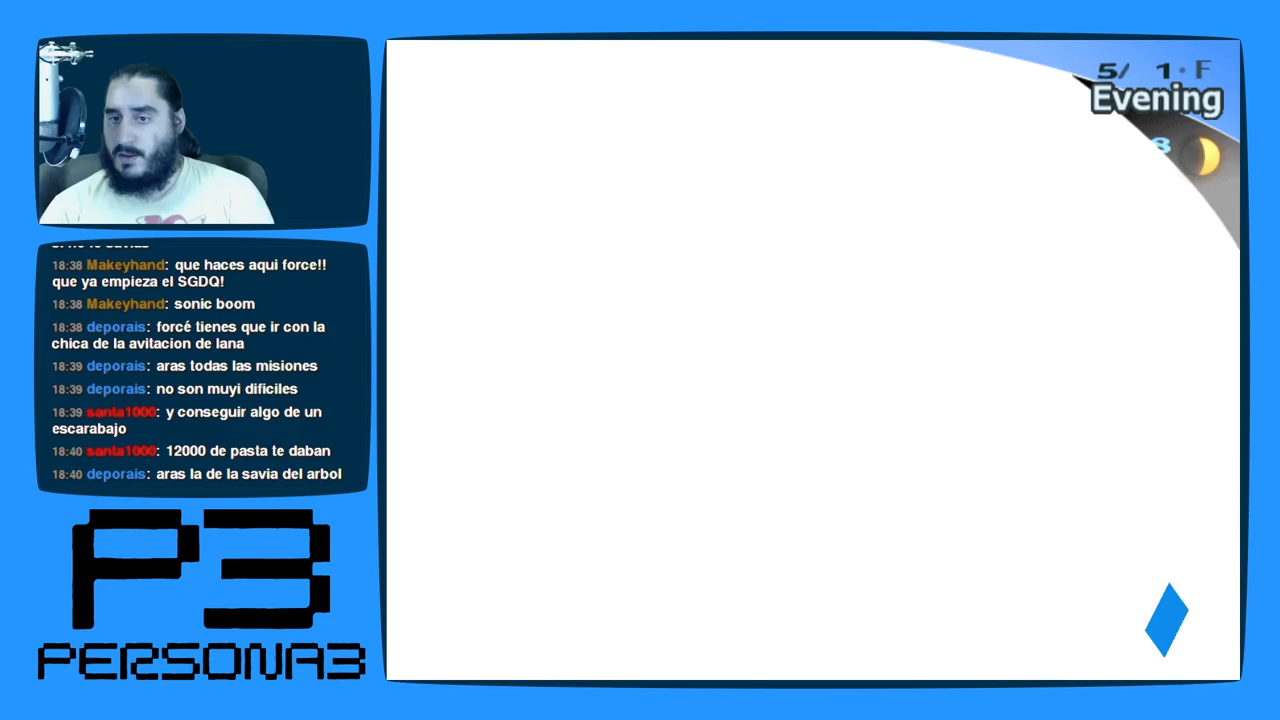 18:38 Makeyhand: que haces aqui force!!
que ya empieza el SGDQ!
18:38 Makeyhand: sonic boom
18:38 deporais: forcé tienes que ir con la
chica de la avitacion de lana
18:39 deporais: aras todas las misiones
18:39 deporais: no son muyi dificiles
18:39 santa1000: y conseguir algo de un
escarabajo
18:40 santa1000: 12000 de pasta te daban
18:40 deporais: aras la de la savia del arbol
P3
PERSONA3
5/ 1·F
Evening
8